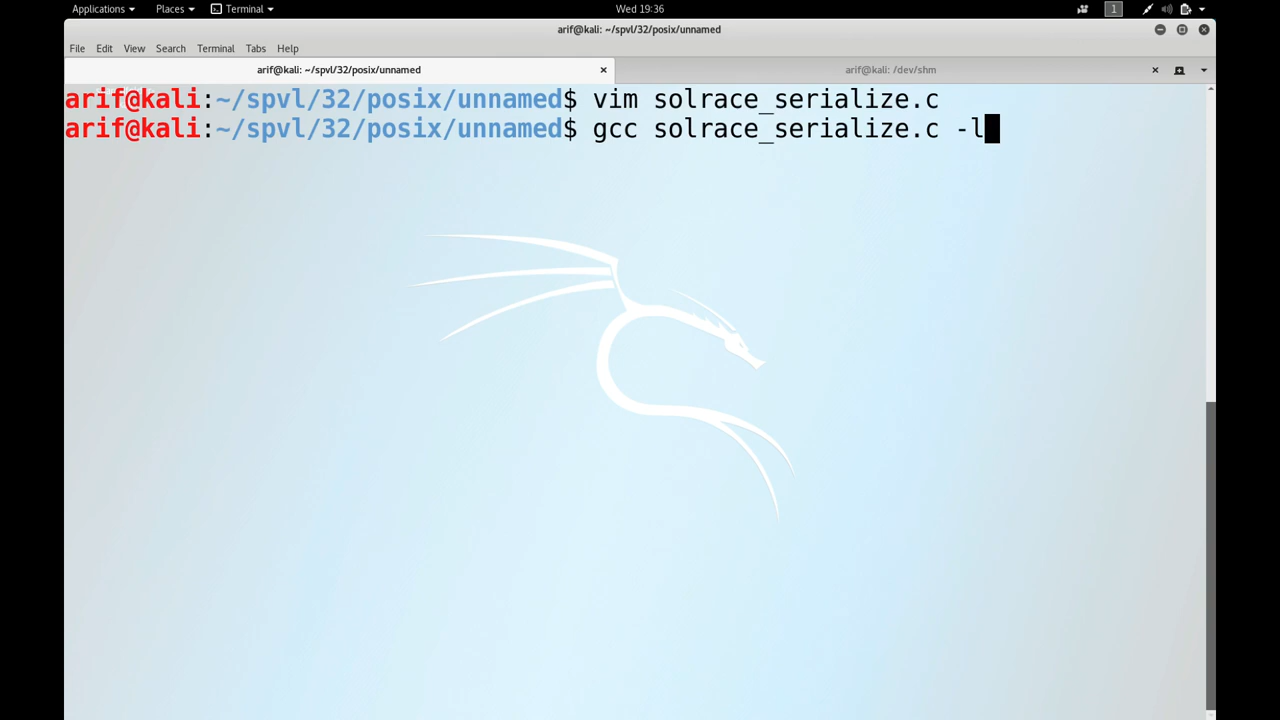 Applications Places Terminal Wed 19:36 1
arif@kali: ~/spvl/32/posix/unnamed
File Edit View Search Terminal Tabs Help
arif@kali: ~/spvl/32/posix/unnamed arif@kali: /dev/shm
arif@kali:~/spvl/32/posix/unnamed$ vim solrace_serialize.c
arif@kali:~/spvl/32/posix/unnamed$ gcc solrace_serialize.c -l